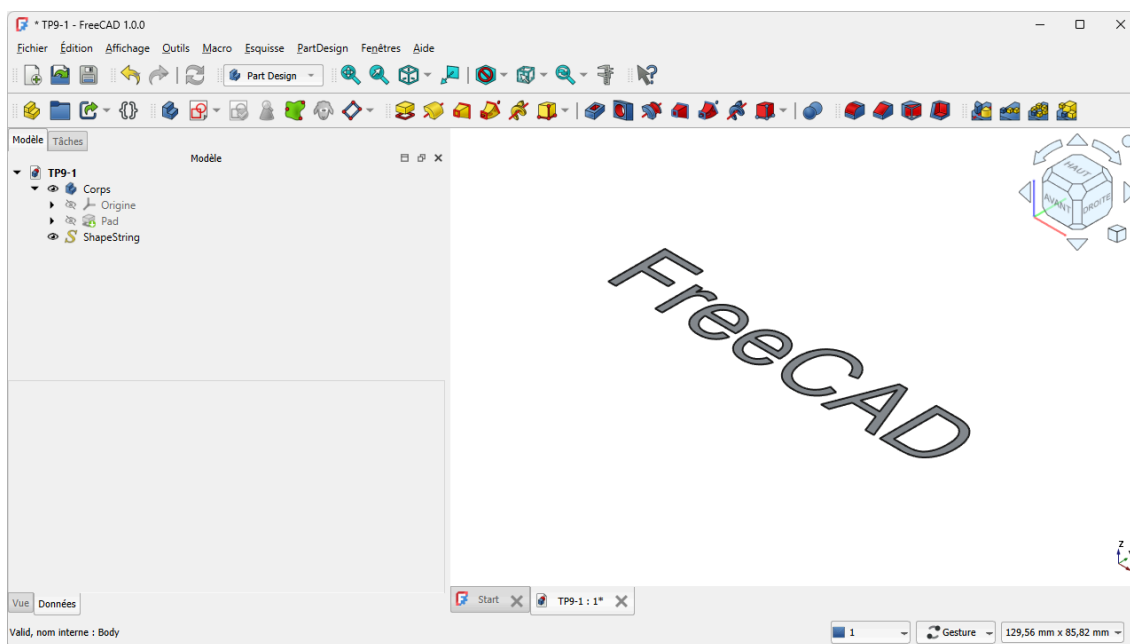 * TP9-1 - FreeCAD 1.0.0
Fichier Édition Affichage Outils Macro Esquisse PartDesign Fenêtres Aide
Part Design
Modèle Tâches
Modèle
TP9-1
Corps
Origine
Pad
ShapeString
HAUT
AVANT DROITE
FreeCAD
Z
Vue Données
Start TP9-1 : 1*
Valid, nom interne : Body
1 Gesture 129,56 mm x 85,82 mm